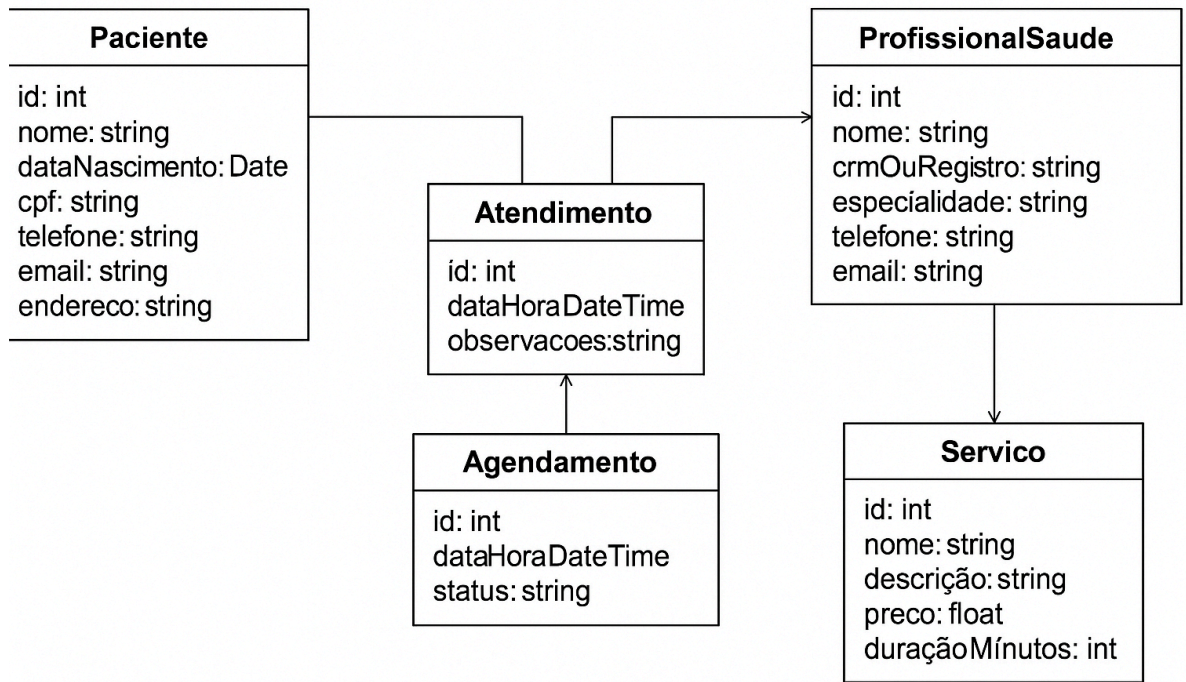 Paciente
id: int
nome: string
dataNascimento: Date
cpf: string
telefone: string
email: string
endereco: string
ProfissionalSaude
id: int
nome: string
crmOuRegistro: string
especíalidade: string
telefone: string
email: string
Atendimento
íd: int
dataHoraDateTime
observacoes:string
Agendamento
id: int
dataHoraDateTime
status: string
Servico
id: int
nome: string
descrição: string
preco: float
duraçãoMínutos: int